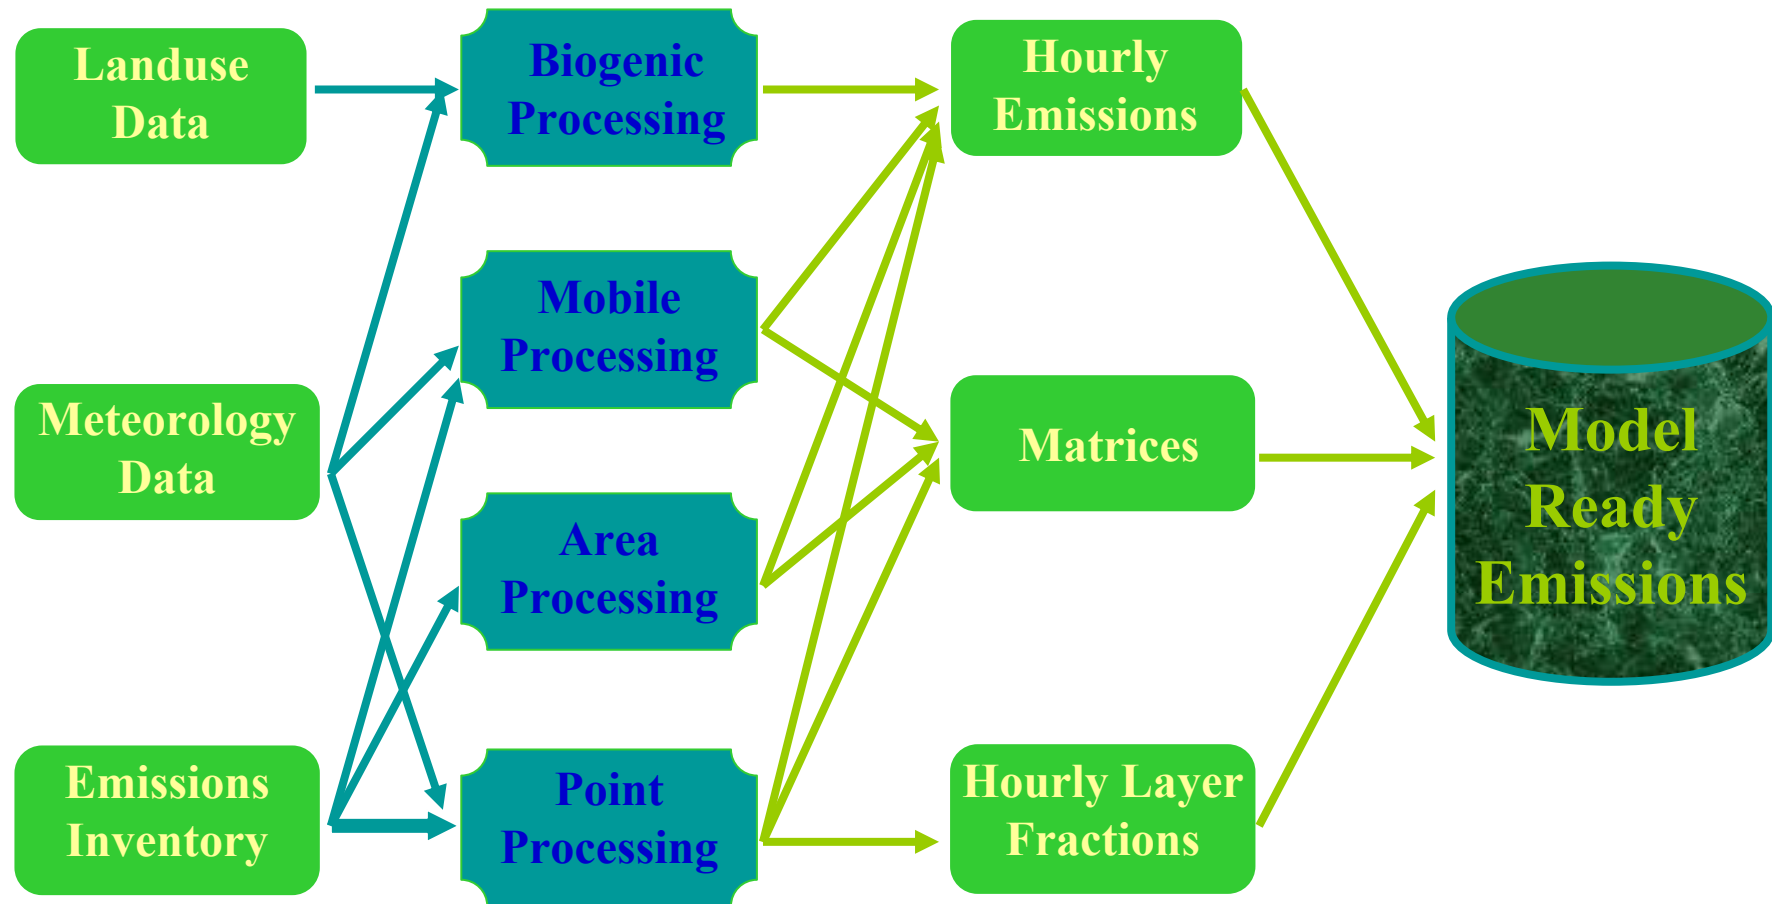 Landuse
Data
Biogenic
Processing
Hourly
Emissions
Mobile
Processing
Meteorology
Data
Matrices
Model
Ready
Emissions
Area
Processing
Emissions
Inventory
Point
Processing
Hourly Layer
Fractions